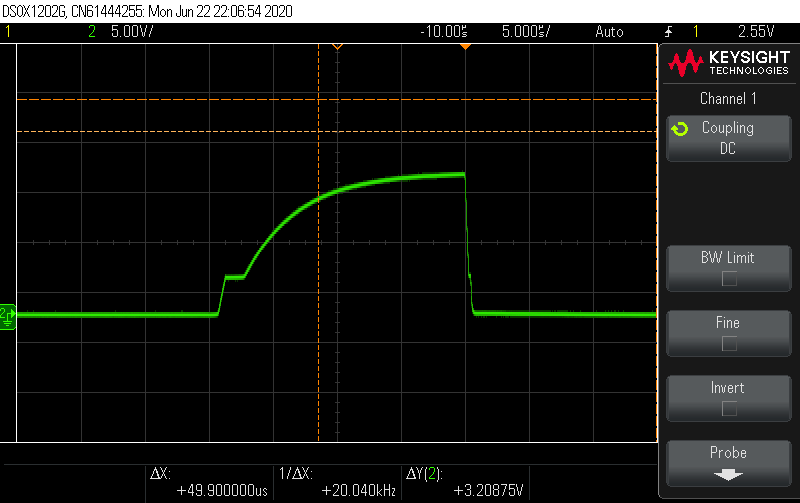 DSOX1202G, CN61444255: Mon Jun 22 22:06:54 2020
1 2 5.00V/ -10.00s 5.000s/ Auto 1 2.55V
KEYSIGHT
TECHNOLOGIES
Channel 1
Coupling
DC
BW Limit
Fine
Invert
Probe
2
ΔX:
+49.900000us
1/ΔX:
+20.040kHz
ΔY(2):
+3.20875V